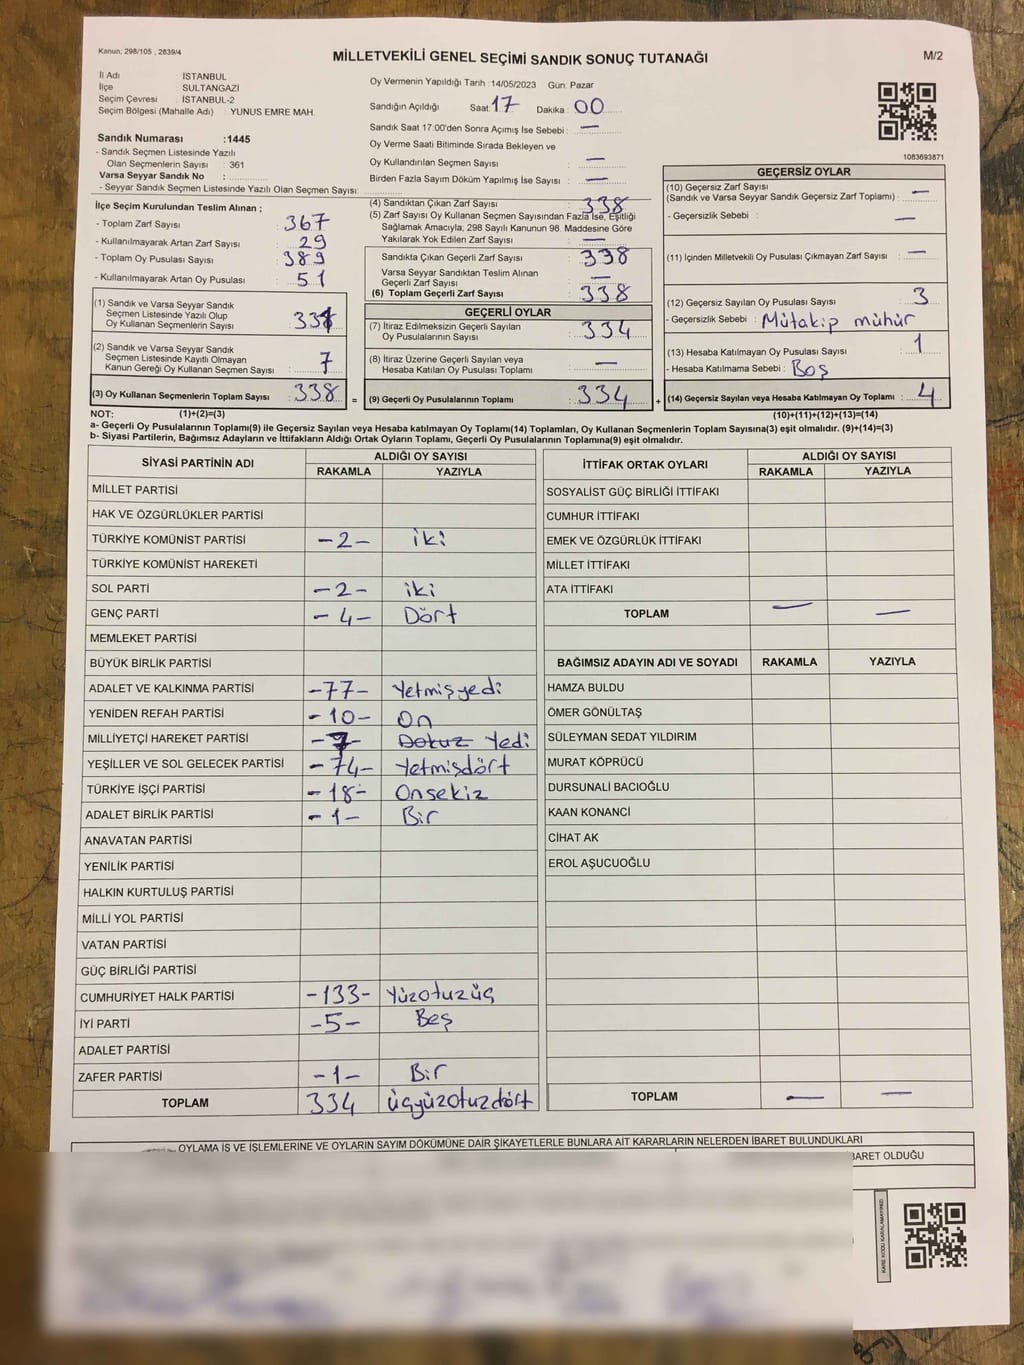 Kanun; 298/105 , 2839/4
MİLLETVEKİLİ GENEL SEÇİMİ SANDIK SONUÇ TUTANAĞI
M/2
İl Adı : İSTANBUL
İlçe : SULTANGAZİ
Seçim Çevresi : İSTANBUL-2
Seçim Bölgesi (Mahalle Adı) : YUNUS EMRE MAH.
Sandık Numarası :1445
- Sandık Seçmen Listesinde Yazılı
Olan Seçmenlerin Sayısı : 361
Varsa Seyyar Sandık No :
- Seyyar Sandık Seçmen Listesinde Yazılı Olan Seçmen Sayısı:
Oy Vermenin Yapıldığı Tarih :14/05/2023 Gün: Pazar
Sandığın Açıldığı Saat:17 Dakika: 00
Sandık Saat 17:00'den Sonra Açımış İse Sebebi : —
Oy Verme Saati Bitiminde Sırada Bekleyen ve
Oy Kullandırılan Seçmen Sayısı : —
Birden Fazla Sayım Döküm Yapılmış İse Sayısı : —
1083693871
İlçe Seçim Kurulundan Teslim Alınan ;
- Toplam Zarf Sayısı : 367
- Kullanılmayarak Artan Zarf Sayısı : 29
- Toplam Oy Pusulası Sayısı : 389
- Kullanılmayarak Artan Oy Pusulası : 51
(1) Sandık ve Varsa Seyyar Sandık
Seçmen Listesinde Yazılı Olup
Oy Kullanan Seçmenlerin Sayısı : 331
(2) Sandık ve Varsa Seyyar Sandık
Seçmen Listesinde Kayıtlı Olmayan
Kanun Gereği Oy Kullanan Seçmen Sayısı : 7
(3) Oy Kullanan Seçmenlerin Toplam Sayısı : 338
(4) Sandıktan Çıkan Zarf Sayısı : 338
(5) Zarf Sayısı Oy Kullanan Seçmen Sayısından Fazla İse, Eşitliği
Sağlamak Amacıyla; 298 Sayılı Kanunun 98. Maddesine Göre
Yakılarak Yok Edilen Zarf Sayısı : —
Sandıkta Çıkan Geçerli Zarf Sayısı : 338
Varsa Seyyar Sandıktan Teslim Alınan
Geçerli Zarf Sayısı : —
(6) Toplam Geçerli Zarf Sayısı : 338
GEÇERLİ OYLAR
(7) İtiraz Edilmeksizin Geçerli Sayılan
Oy Pusulalarının Sayısı : 334
(8) İtiraz Üzerine Geçerli Sayılan veya
Hesaba Katılan Oy Pusulası Toplamı : —
= (9) Geçerli Oy Pusulalarının Toplamı : 334 +
GEÇERSİZ OYLAR
(10) Geçersiz Zarf Sayısı
(Sandık ve Varsa Seyyar Sandık Geçersiz Zarf Toplamı) : —
- Geçersizlik Sebebi : —
(11) İçinden Milletvekili Oy Pusulası Çıkmayan Zarf Sayısı : —
(12) Geçersiz Sayılan Oy Pusulası Sayısı : 3
- Geçersizlik Sebebi : Mütakip mühür
(13) Hesaba Katılmayan Oy Pusulası Sayısı : 1
- Hesaba Katılmama Sebebi : Boş
(14) Geçersiz Sayılan veya Hesaba Katılmayan Oy Toplamı : 4
NOT: (1)+(2)=(3) (10)+(11)+(12)+(13)=(14)
a- Geçerli Oy Pusulalarının Toplamı(9) ile Geçersiz Sayılan veya Hesaba katılmayan Oy Toplamı(14) Toplamları, Oy Kullanan Seçmenlerin Toplam Sayısına(3) eşit olmalıdır. (9)+(14)=(3)
b- Siyasi Partilerin, Bağımsız Adayların ve İttifakların Aldığı Ortak Oyların Toplamı, Geçerli Oy Pusulalarının Toplamına(9) eşit olmalıdır.
SİYASİ PARTİNİN ADI ALDIĞI OY SAYISI
RAKAMLA YAZIYLA
MİLLET PARTİSİ
HAK VE ÖZGÜRLÜKLER PARTİSİ
TÜRKİYE KOMÜNİST PARTİSİ -2- iki
TÜRKİYE KOMÜNİST HAREKETİ
SOL PARTİ -2- iki
GENÇ PARTİ -4- Dört
MEMLEKET PARTİSİ
BÜYÜK BİRLİK PARTİSİ
ADALET VE KALKINMA PARTİSİ -77- Yetmişyedi
YENİDEN REFAH PARTİSİ -10- On
MİLLİYETÇİ HAREKET PARTİSİ -7- Dokuz Yedi
YEŞİLLER VE SOL GELECEK PARTİSİ -74- Yetmişdört
TÜRKİYE İŞÇİ PARTİSİ -18- Onsekiz
ADALET BİRLİK PARTİSİ -1- Bir
ANAVATAN PARTİSİ
YENİLİK PARTİSİ
HALKIN KURTULUŞ PARTİSİ
MİLLİ YOL PARTİSİ
VATAN PARTİSİ
GÜÇ BİRLİĞİ PARTİSİ
CUMHURİYET HALK PARTİSİ -133- Yüzotuzüç
İYİ PARTİ -5- Beş
ADALET PARTİSİ
ZAFER PARTİSİ -1- Bir
TOPLAM 334 üçyüzotuzdört
İTTİFAK ORTAK OYLARI ALDIĞI OY SAYISI
RAKAMLA YAZIYLA
SOSYALİST GÜÇ BİRLİĞİ İTTİFAKI
CUMHUR İTTİFAKI
EMEK VE ÖZGÜRLÜK İTTİFAKI
MİLLET İTTİFAKI
ATA İTTİFAKI
TOPLAM — —
BAĞIMSIZ ADAYIN ADI VE SOYADI RAKAMLA YAZIYLA
HAMZA BULDU
ÖMER GÖNÜLTAŞ
SÜLEYMAN SEDAT YILDIRIM
MURAT KÖPRÜCÜ
DURSUNALİ BACIOĞLU
KAAN KONANCİ
CİHAT AK
EROL AŞUCUOĞLU
TOPLAM — —
OYLAMA İŞ VE İŞLEMLERİNE VE OYLARIN SAYIM DÖKÜMÜNE DAİR ŞİKAYETLERLE BUNLARA AİT KARARLARIN NELERDEN İBARET BULUNDUKLARI
BARET OLDUĞU
KARE KODU KARALAMAYINIZ.